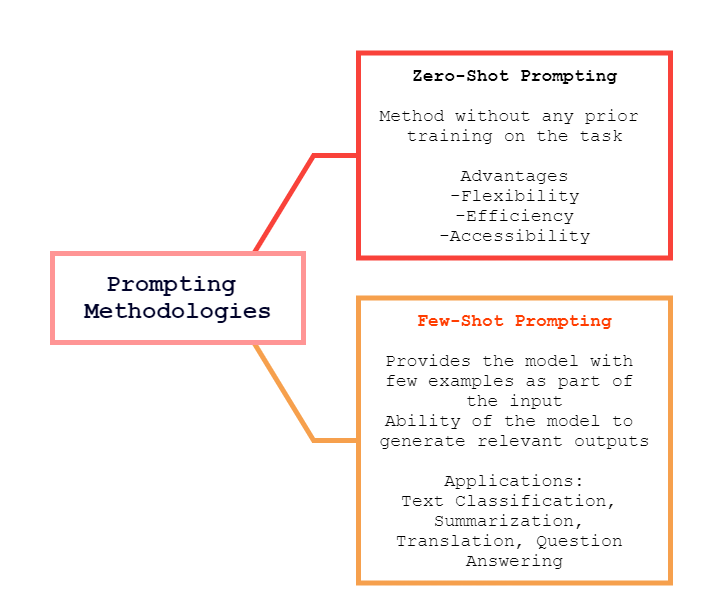 Prompting
Methodologies
Zero-Shot Prompting
Method without any prior
training on the task
Advantages
-Flexibility
-Efficiency
-Accessibility
Few-Shot Prompting
Provides the model with
few examples as part of
the input
Ability of the model to
generate relevant outputs
Applications:
Text Classification,
Summarization,
Translation, Question
Answering